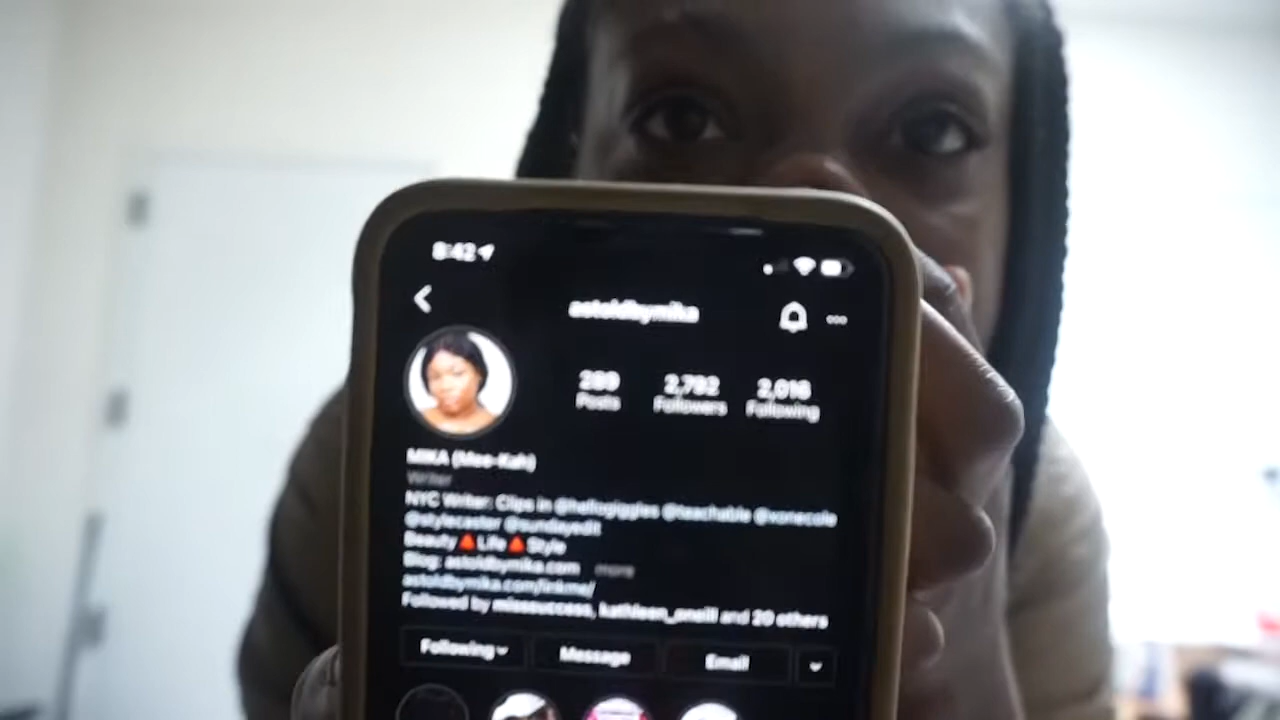 8:42
astoldbymika
289 2,792 2,016
Posts Followers Following
MIKA (Mee-Kah)
Writer
NYC Writer: Clips in @hellogiggles @teachable @xonecole
@stylecaster @sundayedit
Beauty🔺Life🔺Style
Blog: astoldbymika.com more
astoldbymika.com/linkme/
Followed by misssuccess, kathleen_oneill and 20 others
Following Message Email